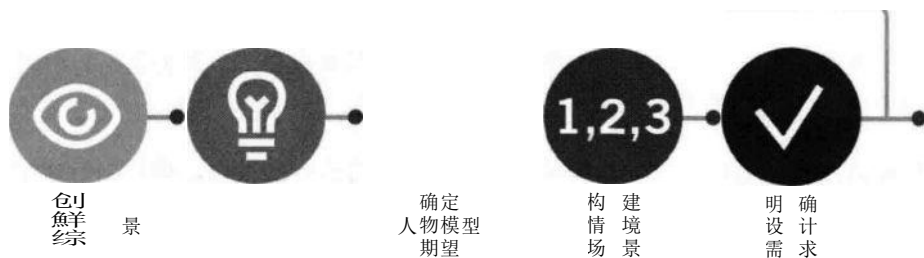 1,2,3
创
鮮 景
综
确定
人物模型
期望
构建
情境
场景
明确
设计
需求